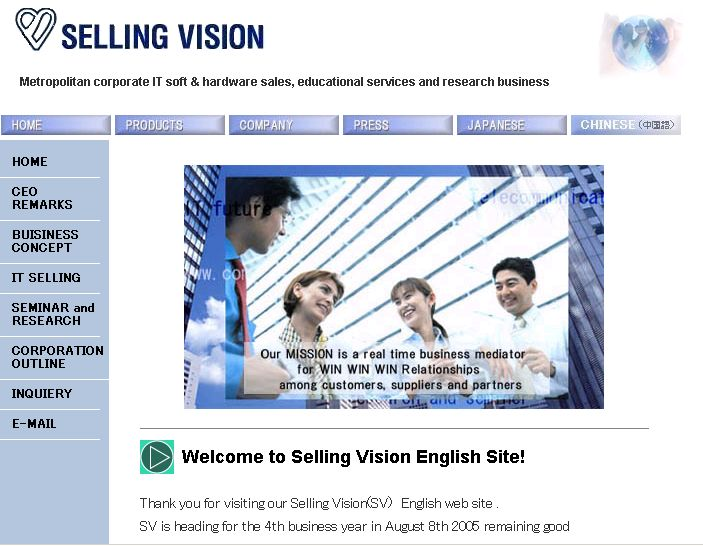 SELLING VISION
Metropolitan corporate IT soft & hardware sales, educational services and research business
HOME PRODUCTS COMPANY PRESS JAPANESE CHINESE (中国語)
HOME
CEO
REMARKS
BUISINESS
CONCEPT
IT SELLING
SEMINAR and
RESEARCH
CORPORATION
OUTLINE
INQUIERY
E-MAIL
future
Telecommunicat
www.com
Our MISSION is a real time business mediator
for WIN WIN WIN Relationships
among customers, suppliers and partners
and
Welcome to Selling Vision English Site!
Thank you for visiting our Selling Vision(SV) English web site .
SV is heading for the 4th business year in August 8th 2005 remaining good